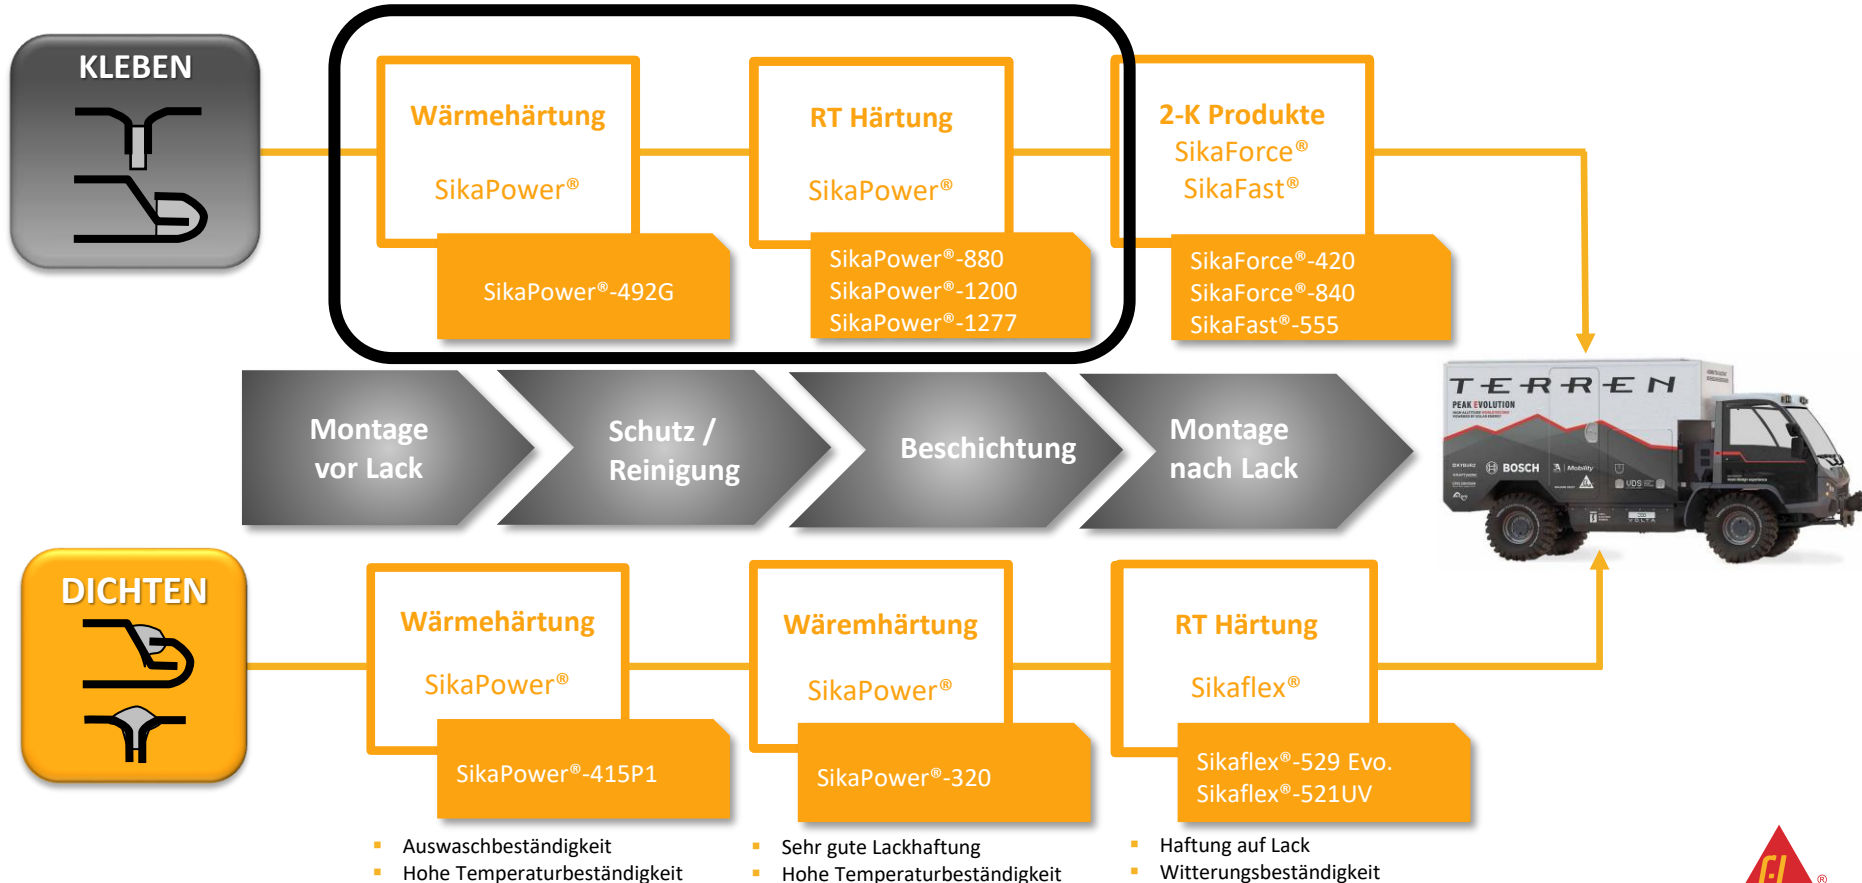 KLEBEN
Wärmehärtung
SikaPower®
SikaPower®-492G
RT Härtung
SikaPower®
SikaPower®-880
SikaPower®-1200
SikaPower®-1277
2-K Produkte
SikaForce®
SikaFast®
SikaForce®-420
SikaForce®-840
SikaFast®-555
Montage
vor Lack
Schutz /
Reinigung
Beschichtung
Montage
nach Lack
TERREN
PEAK EVOLUTION
BOSCH
Mobility
UDS
VOLTA
DICHTEN
Wärmehärtung
SikaPower®
SikaPower®-415P1
Wäremhärtung
SikaPower®
SikaPower®-320
RT Härtung
Sikaflex®
Sikaflex®-529 Evo.
Sikaflex®-521UV
▪ Auswaschbeständigkeit
▪ Hohe Temperaturbeständigkeit
▪ Sehr gute Lackhaftung
▪ Hohe Temperaturbeständigkeit
▪ Haftung auf Lack
▪ Witterungsbeständigkeit
®